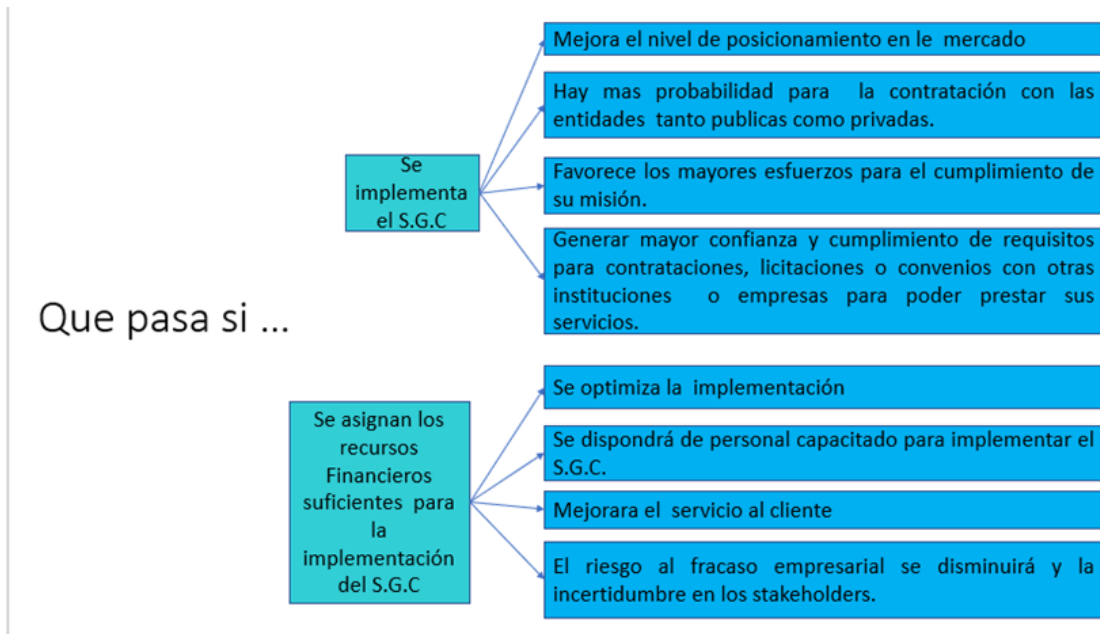 Que pasa si ...
Se
implementa
el S.G.C
Mejora el nivel de posicionamiento en le mercado
Hay mas probabilidad para la contratación con las
entidades tanto publicas como privadas.
Favorece los mayores esfuerzos para el cumplimiento de
su misión.
Generar mayor confianza y cumplimiento de requisitos
para contrataciones, licitaciones o convenios con otras
instituciones o empresas para poder prestar sus
servicios.
Se asignan los
recursos
Financieros
suficientes para
la
implementación
del S.G.C
Se optimiza la implementación
Se dispondrá de personal capacitado para implementar el
S.G.C.
Mejorara el servicio al cliente
El riesgo al fracaso empresarial se disminuirá y la
incertidumbre en los stakeholders.